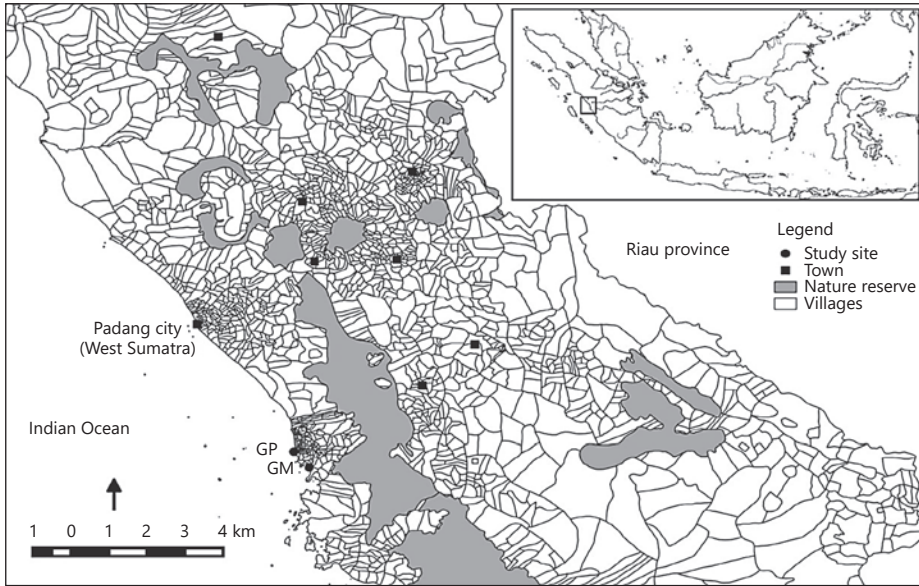 Riau province
Legend
Study site
Town
Nature reserve
Villages
Padang city
(West Sumatra)
Indian Ocean
GP
GM
1 0 1 2 3 4 km